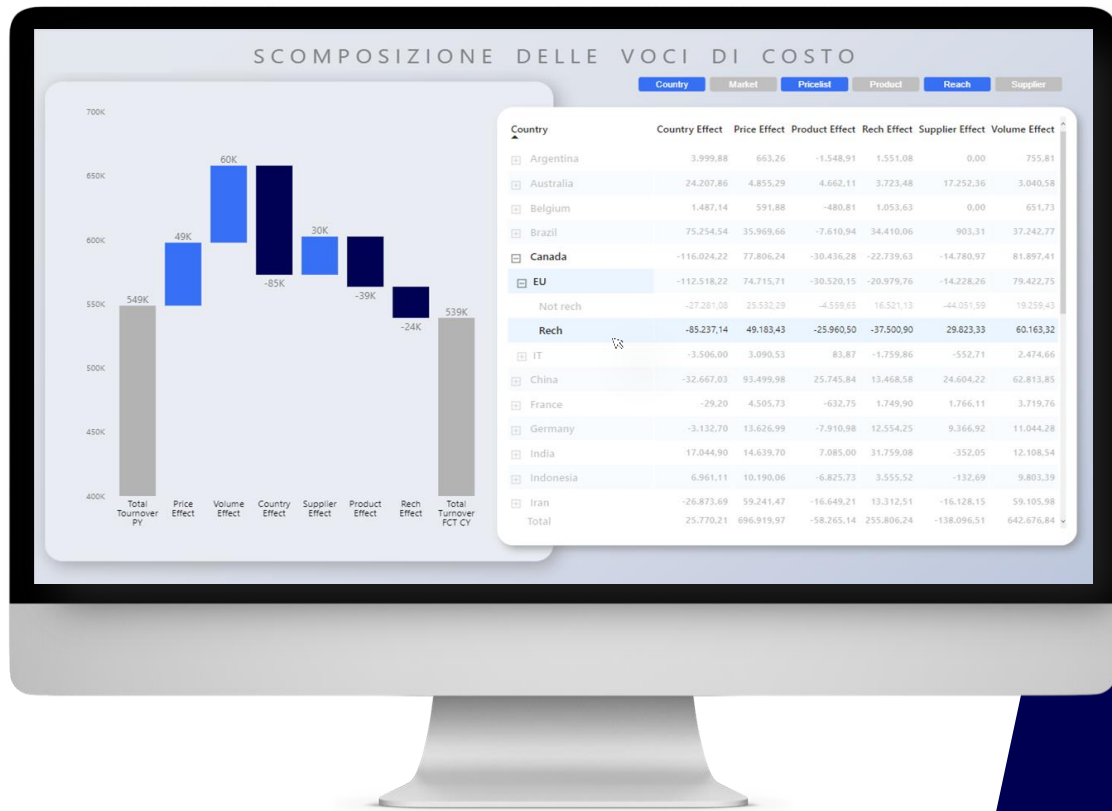 SCOMPOSIZIONE DELLE VOCI DI COSTO
Country Market Pricelist Product Reach Supplier
700K
650K
600K
550K
500K
450K
400K
549K
49K
60K
-85K
30K
-39K
-24K
539K
Total Tournover PY
Price Effect
Volume Effect
Country Effect
Supplier Effect
Product Effect
Rech Effect
Total Turnover FCT CY
Country Country Effect Price Effect Product Effect Rech Effect Supplier Effect Volume Effect
Argentina 3.999,88 663,26 -1.548,91 1.551,08 0,00 755,81
Australia 24.207,86 4.855,29 4.662,11 3.723,48 17.252,36 3.040,58
Belgium 1.487,14 591,88 -480,81 1.053,63 0,00 651,73
Brazil 75.254,54 35.969,66 -7.610,94 34.410,06 903,31 37.242,77
Canada -116.024,22 77.806,24 -30.436,28 -22.739,63 -14.780,97 81.897,41
EU -112.518,22 74.715,71 -30.520,15 -20.979,76 -14.228,26 79.422,75
Not rech -27.281,08 25.532,29 -4.559,65 16.521,13 -44.051,59 19.259,43
Rech -85.237,14 49.183,43 -25.960,50 -37.500,90 29.823,33 60.163,32
IT -3.506,00 3.090,53 83,87 -1.759,86 -552,71 2.474,66
China -32.667,03 93.499,98 25.745,84 13.468,58 24.604,22 62.813,85
France -29,20 4.505,73 -632,75 1.749,90 1.766,11 3.719,76
Germany -3.132,70 13.626,99 -7.910,98 12.554,25 9.366,92 11.044,28
India 17.044,90 14.639,70 7.085,00 31.759,08 -352,05 12.108,54
Indonesia 6.961,11 10.190,06 -6.825,73 3.555,52 -132,69 9.803,39
Iran -26.873,69 59.241,47 -16.649,21 13.312,51 -16.128,15 59.105,98
Total 25.770,21 696.919,97 -58.265,14 255.806,24 -138.096,51 642.676,84